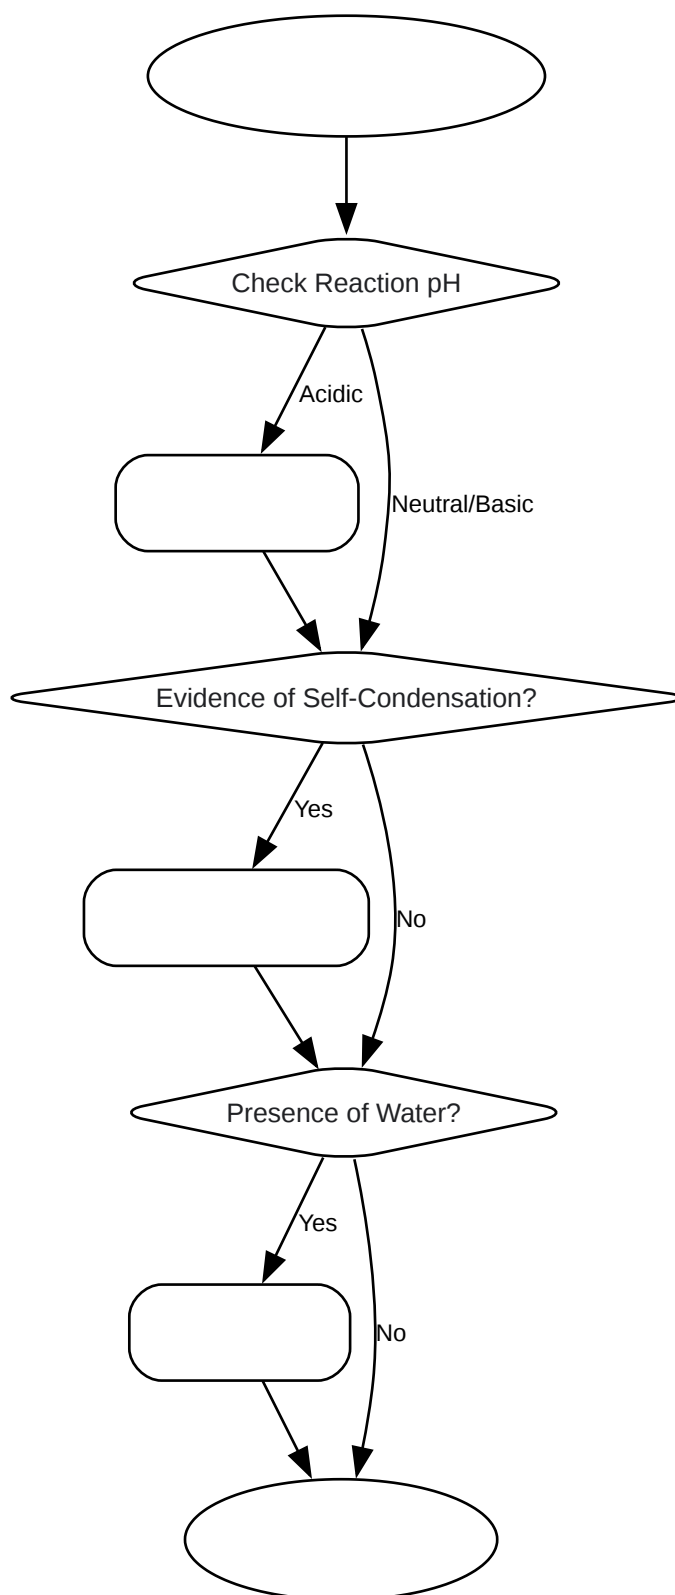 Check Reaction pH
Acidic
Neutral/Basic
Evidence of Self-Condensation?
Yes
No
Presence of Water?
Yes
No